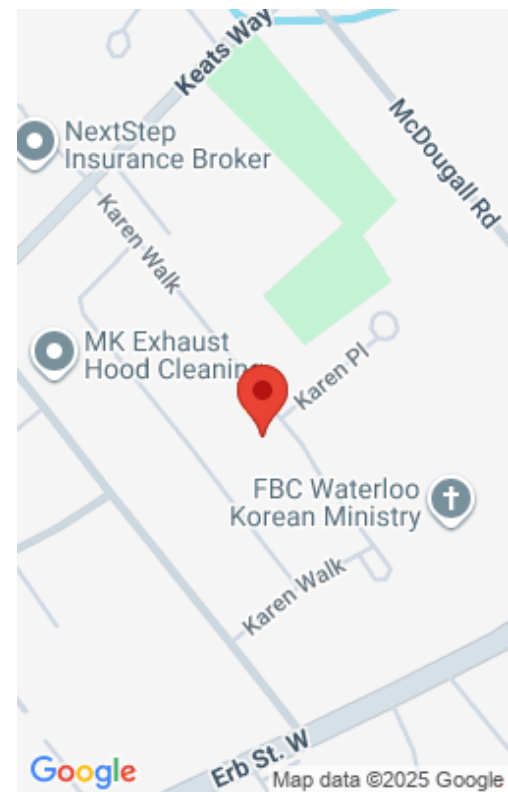 Keats Way
McDougall Rd
NextStep
Insurance Broker
Karen Walk
MK Exhaust
Hood Cleaning
Karen Pl
FBC Waterloo
Korean Ministry
Karen Walk
Erb St. W
Google
Map data ©2025 Google